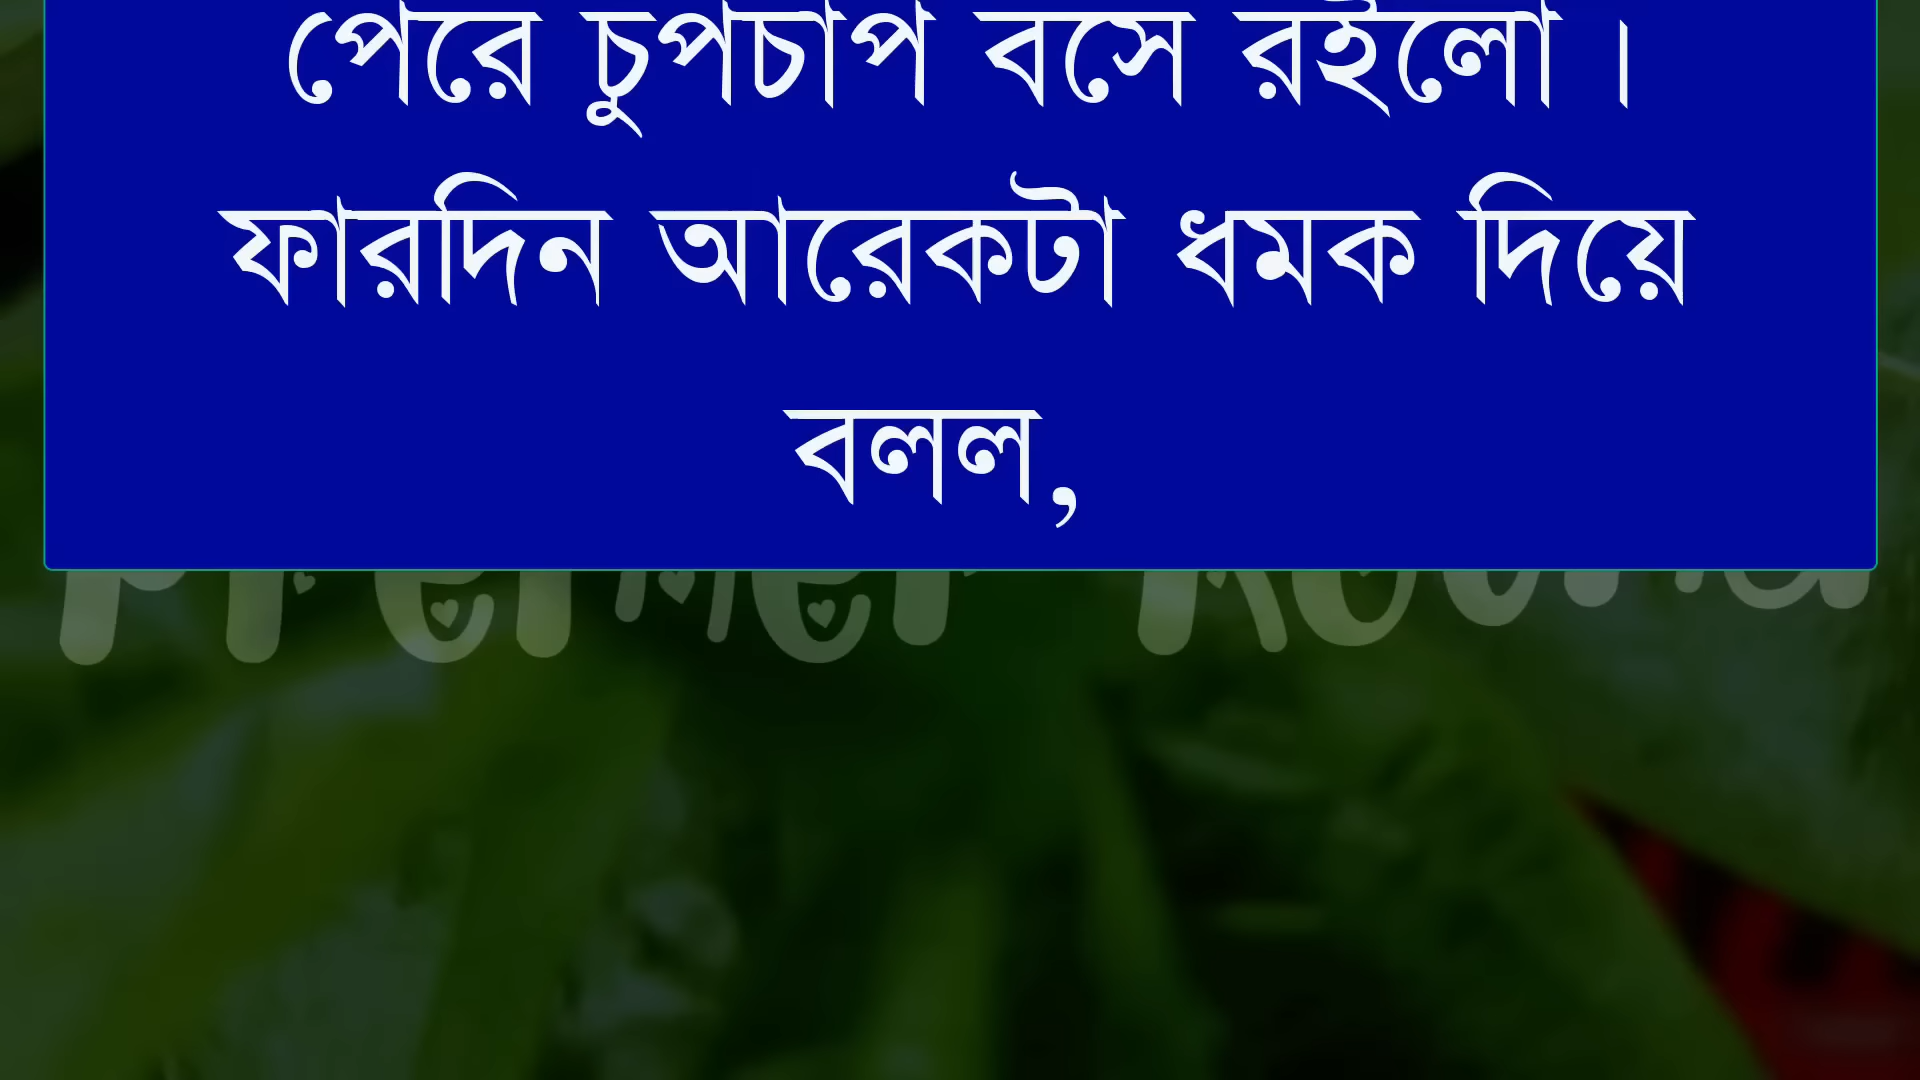 পেরে চুপচাপ বসে রইলো।
ফারদিন আরেকটা ধমক দিয়ে
বলল,